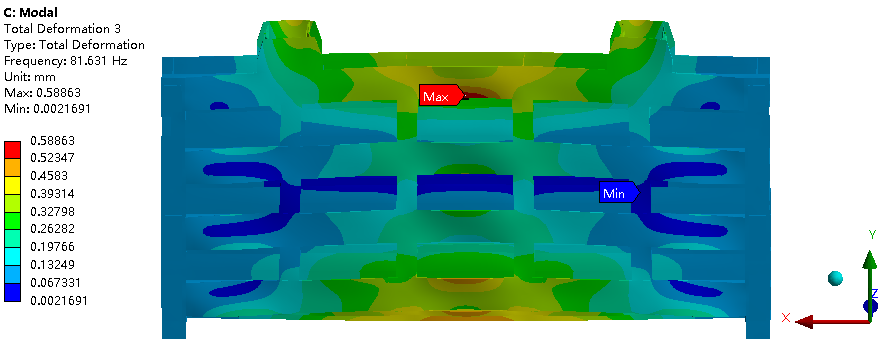 C: Modal
Total Deformation 3
Type: Total Deformation
Frequency: 81.631 Hz
Unit: mm
Max: 0.58863
Min: 0.0021691
0.58863
0.52347
0.4583
0.39314
0.32798
0.26282
0.19766
0.13249
0.067331
0.0021691
Max
Min
Y
Z
X